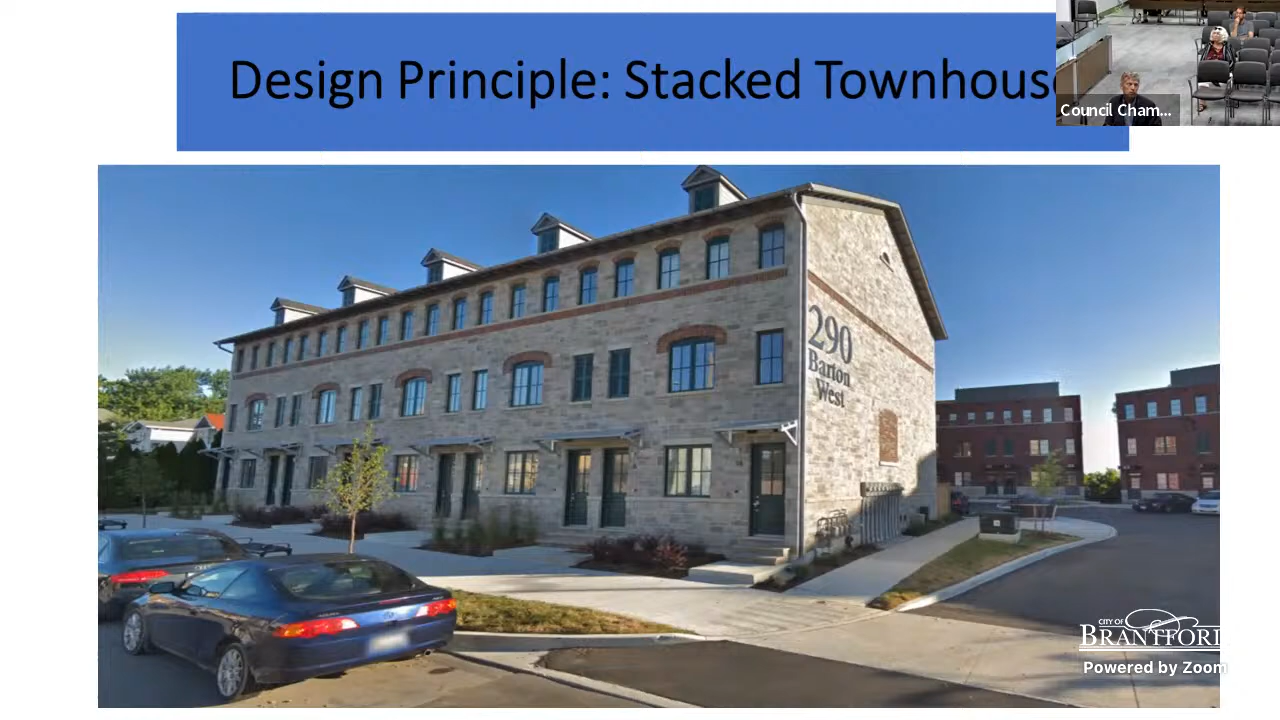 Design Principle: Stacked Townhous
Council Cham...
290
Barton
West
CITY OF
BRANTFORD
Powered by Zoom